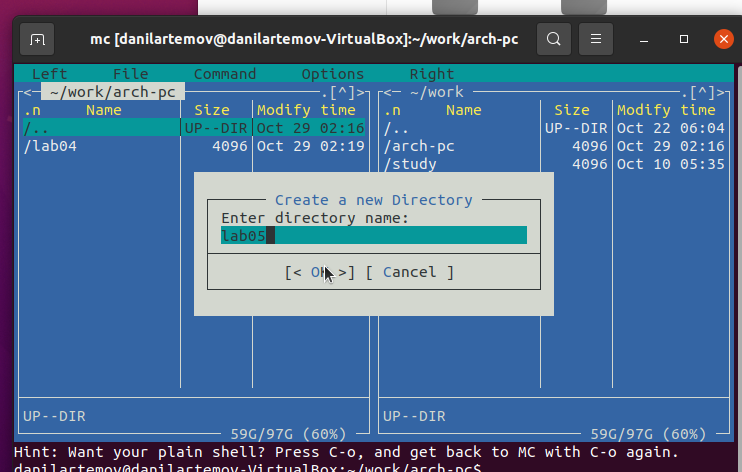 mc [danilartemov@danilartemov-VirtualBox]:~/work/arch-pc
Left File Command Options Right
<─ ~/work/arch-pc ─.[^]>
.n Name Size Modify time
/.. UP--DIR Oct 29 02:16
/lab04 4096 Oct 29 02:19
UP--DIR
59G/97G (60%)
<─ ~/work ─.[^]>
.n Name Size Modify time
/.. UP--DIR Oct 22 06:04
/arch-pc 4096 Oct 29 02:16
/study 4096 Oct 10 05:35
UP--DIR
59G/97G (60%)
Create a new Directory
Enter directory name:
lab05
[< OK >] [ Cancel ]
Hint: Want your plain shell? Press C-o, and get back to MC with C-o again.
danilartemov@danilartemov-VirtualBox:~/work/arch-pc$